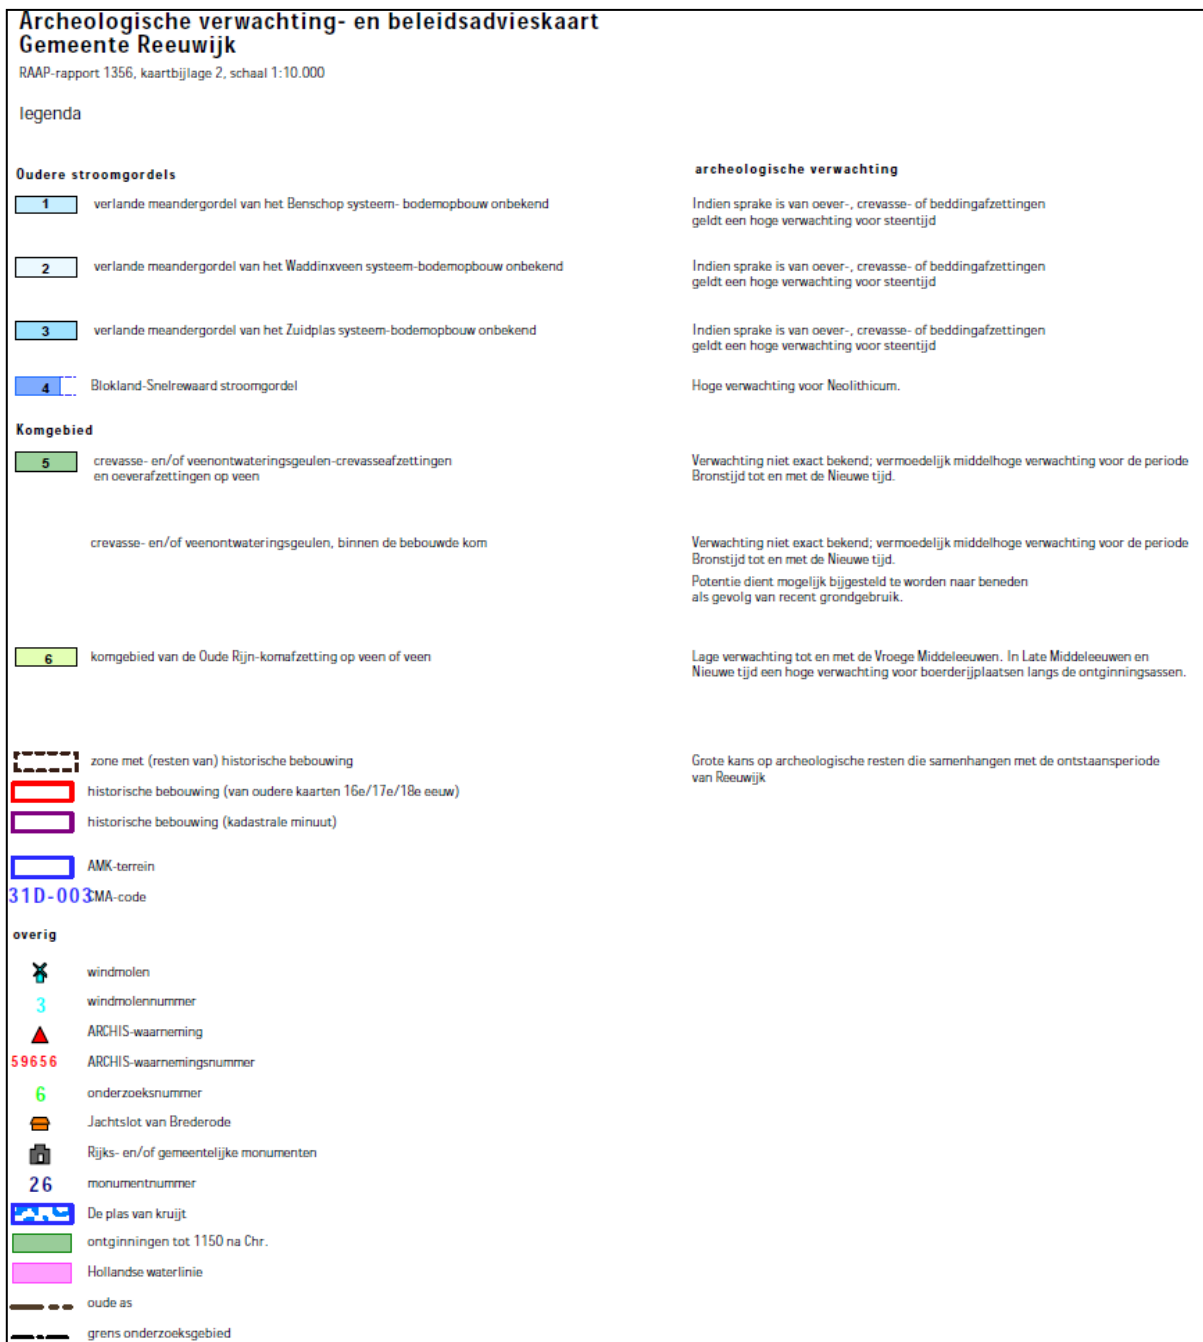 Archeologische verwachting- en beleidsadvieskaart
Gemeente Reeuwijk
RAAP-rapport 1356, kaartbijlage 2, schaal 1:10.000
legenda
Oudere stroomgordels
archeologische verwachting
1 verlande meandergordel van het Benschop systeem- bodemopbouw onbekend
Indien sprake is van oever-, crevasse- of beddingafzettingen
geldt een hoge verwachting voor steentijd
2 verlande meandergordel van het Waddinxveen systeem-bodemopbouw onbekend
Indien sprake is van oever-, crevasse- of beddingafzettingen
geldt een hoge verwachting voor steentijd
3 verlande meandergordel van het Zuidplas systeem-bodemopbouw onbekend
Indien sprake is van oever-, crevasse- of beddingafzettingen
geldt een hoge verwachting voor steentijd
4 Blokland-Snelrewaard stroomgordel
Hoge verwachting voor Neolithicum.
Komgebied
5 crevasse- en/of veenontwateringsgeulen-crevasseafzettingen
en oeverafzettingen op veen
Verwachting niet exact bekend; vermoedelijk middelhoge verwachting voor de periode
Bronstijd tot en met de Nieuwe tijd.
crevasse- en/of veenontwateringsgeulen, binnen de bebouwde kom
Verwachting niet exact bekend; vermoedelijk middelhoge verwachting voor de periode
Bronstijd tot en met de Nieuwe tijd.
Potentie dient mogelijk bijgesteld te worden naar beneden
als gevolg van recent grondgebruik.
6 komgebied van de Oude Rijn-komafzetting op veen of veen
Lage verwachting tot en met de Vroege Middeleeuwen. In Late Middeleeuwen en
Nieuwe tijd een hoge verwachting voor boerderijplaatsen langs de ontginningsassen.
zone met (resten van) historische bebouwing
Grote kans op archeologische resten die samenhangen met de ontstaansperiode
van Reeuwijk
historische bebouwing (van oudere kaarten 16e/17e/18e eeuw)
historische bebouwing (kadastrale minuut)
AMK-terrein
31D-003 CMA-code
overig
windmolen
3 windmolennummer
ARCHIS-waarneming
59656 ARCHIS-waarnemingsnummer
6 onderzoeksnummer
Jachtslot van Brederode
Rijks- en/of gemeentelijke monumenten
26 monumentnummer
De plas van kruijt
ontginningen tot 1150 na Chr.
Hollandse waterlinie
oude as
grens onderzoeksgebied